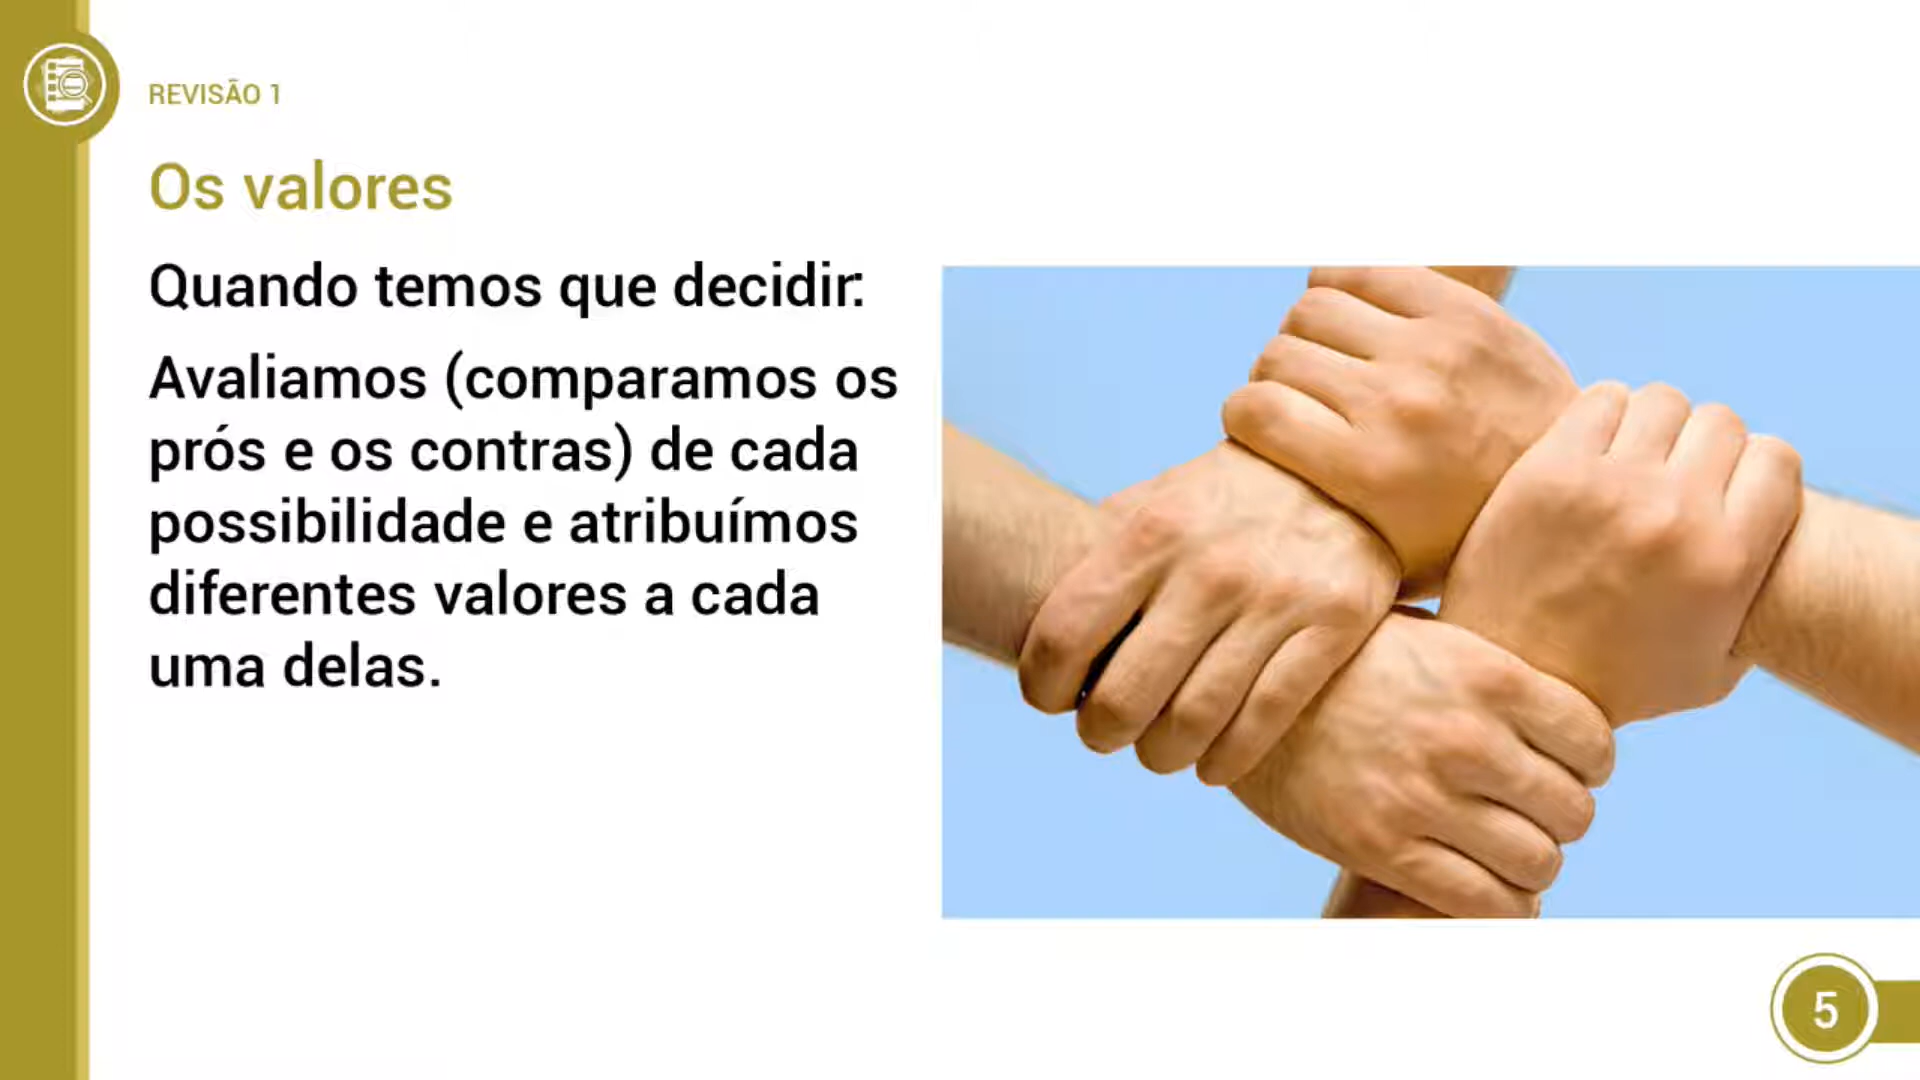 REVISÃO 1
Os valores
Quando temos que decidir:
Avaliamos (comparamos os
prós e os contras) de cada
possibilidade e atribuímos
diferentes valores a cada
uma delas.
5